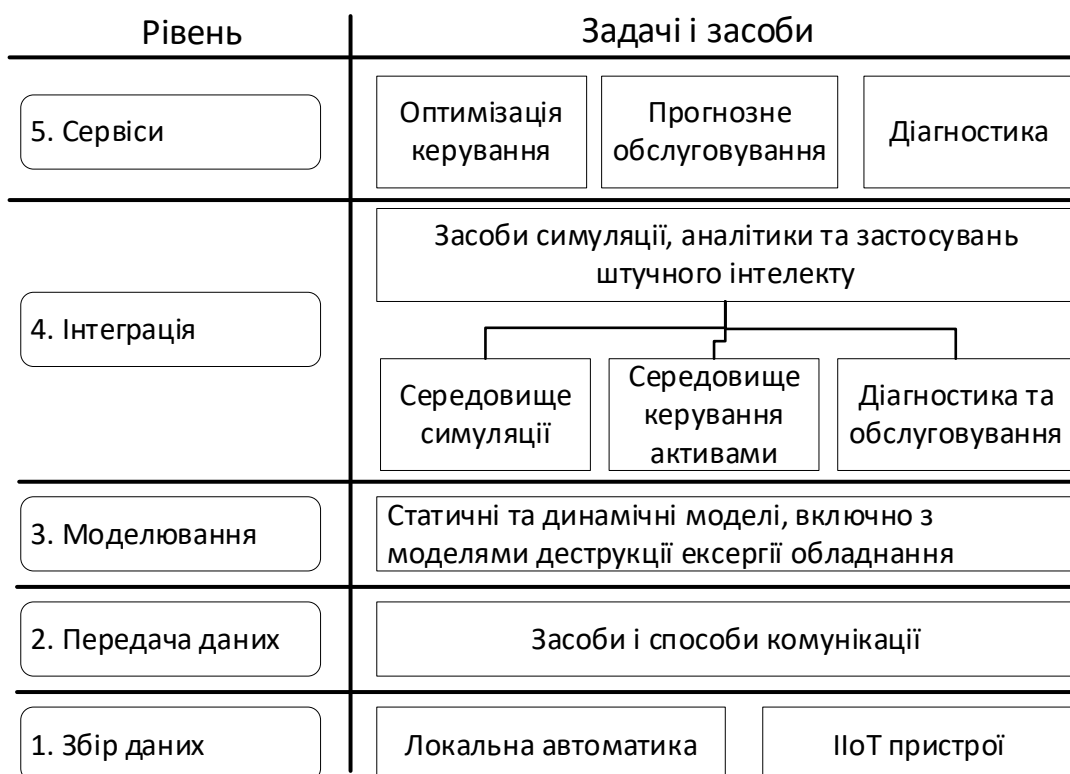 Рівень
Задачі і засоби
5. Сервіси
Оптимізація
керування
Прогнозне
обслуговування
Діагностика
4. Інтеграція
Засоби симуляції, аналітики та застосувань
штучного інтелекту
Середовище
симуляції
Середовище
керування
активами
Діагностика та
обслуговування
3. Моделювання
Статичні та динамічні моделі, включно з
моделями деструкції ексергії обладнання
2. Передача даних
Засоби і способи комунікації
1. Збір даних
Локальна автоматика
IIoT пристрої